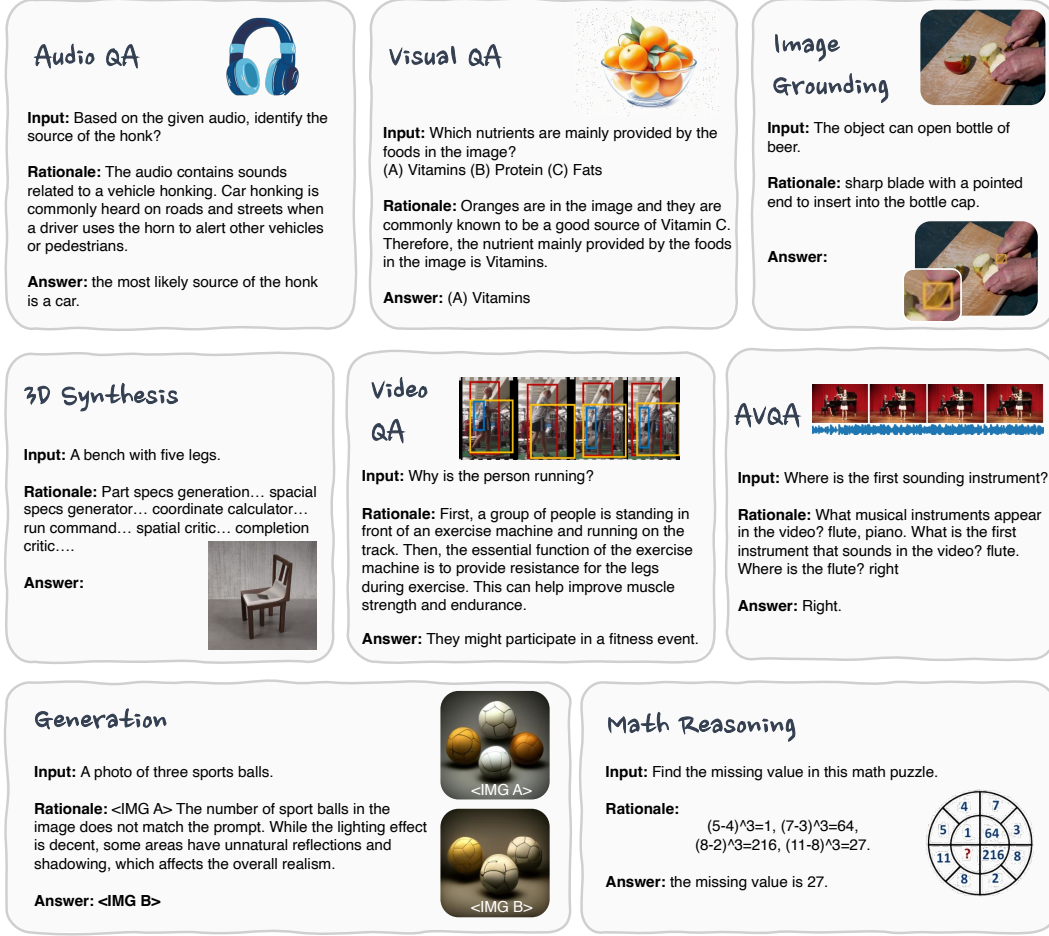 Audio QA
Input: Based on the given audio, identify the
source of the honk?
Rationale: The audio contains sounds
related to a vehicle honking. Car honking is
commonly heard on roads and streets when
a driver uses the horn to alert other vehicles
or pedestrians.
Answer: the most likely source of the honk
is a car.
Visual QA
Input: Which nutrients are mainly provided by the
foods in the image?
(A) Vitamins (B) Protein (C) Fats
Rationale: Oranges are in the image and they are
commonly known to be a good source of Vitamin C.
Therefore, the nutrient mainly provided by the foods
in the image is Vitamins.
Answer: (A) Vitamins
Image
Grounding
Input: The object can open bottle of
beer.
Rationale: sharp blade with a pointed
end to insert into the bottle cap.
Answer:
3D Synthesis
Input: A bench with five legs.
Rationale: Part specs generation… spacial
specs generator… coordinate calculator…
run command… spatial critic… completion
critic….
Answer:
Video
QA
Input: Why is the person running?
Rationale: First, a group of people is standing in
front of an exercise machine and running on the
track. Then, the essential function of the exercise
machine is to provide resistance for the legs
during exercise. This can help improve muscle
strength and endurance.
Answer: They might participate in a fitness event.
AVQA
Input: Where is the first sounding instrument?
Rationale: What musical instruments appear
in the video? flute, piano. What is the first
instrument that sounds in the video? flute.
Where is the flute? right
Answer: Right.
Generation
Input: A photo of three sports balls.
Rationale: <IMG A> The number of sport balls in the
image does not match the prompt. While the lighting effect
is decent, some areas have unnatural reflections and
shadowing, which affects the overall realism.
Answer: <IMG B>
<IMG A>
<IMG B>
Math Reasoning
Input: Find the missing value in this math puzzle.
Rationale:
(5-4)^3=1, (7-3)^3=64,
(8-2)^3=216, (11-8)^3=27.
Answer: the missing value is 27.
4 7
5 1 64 3
11 ? 216 8
8 2